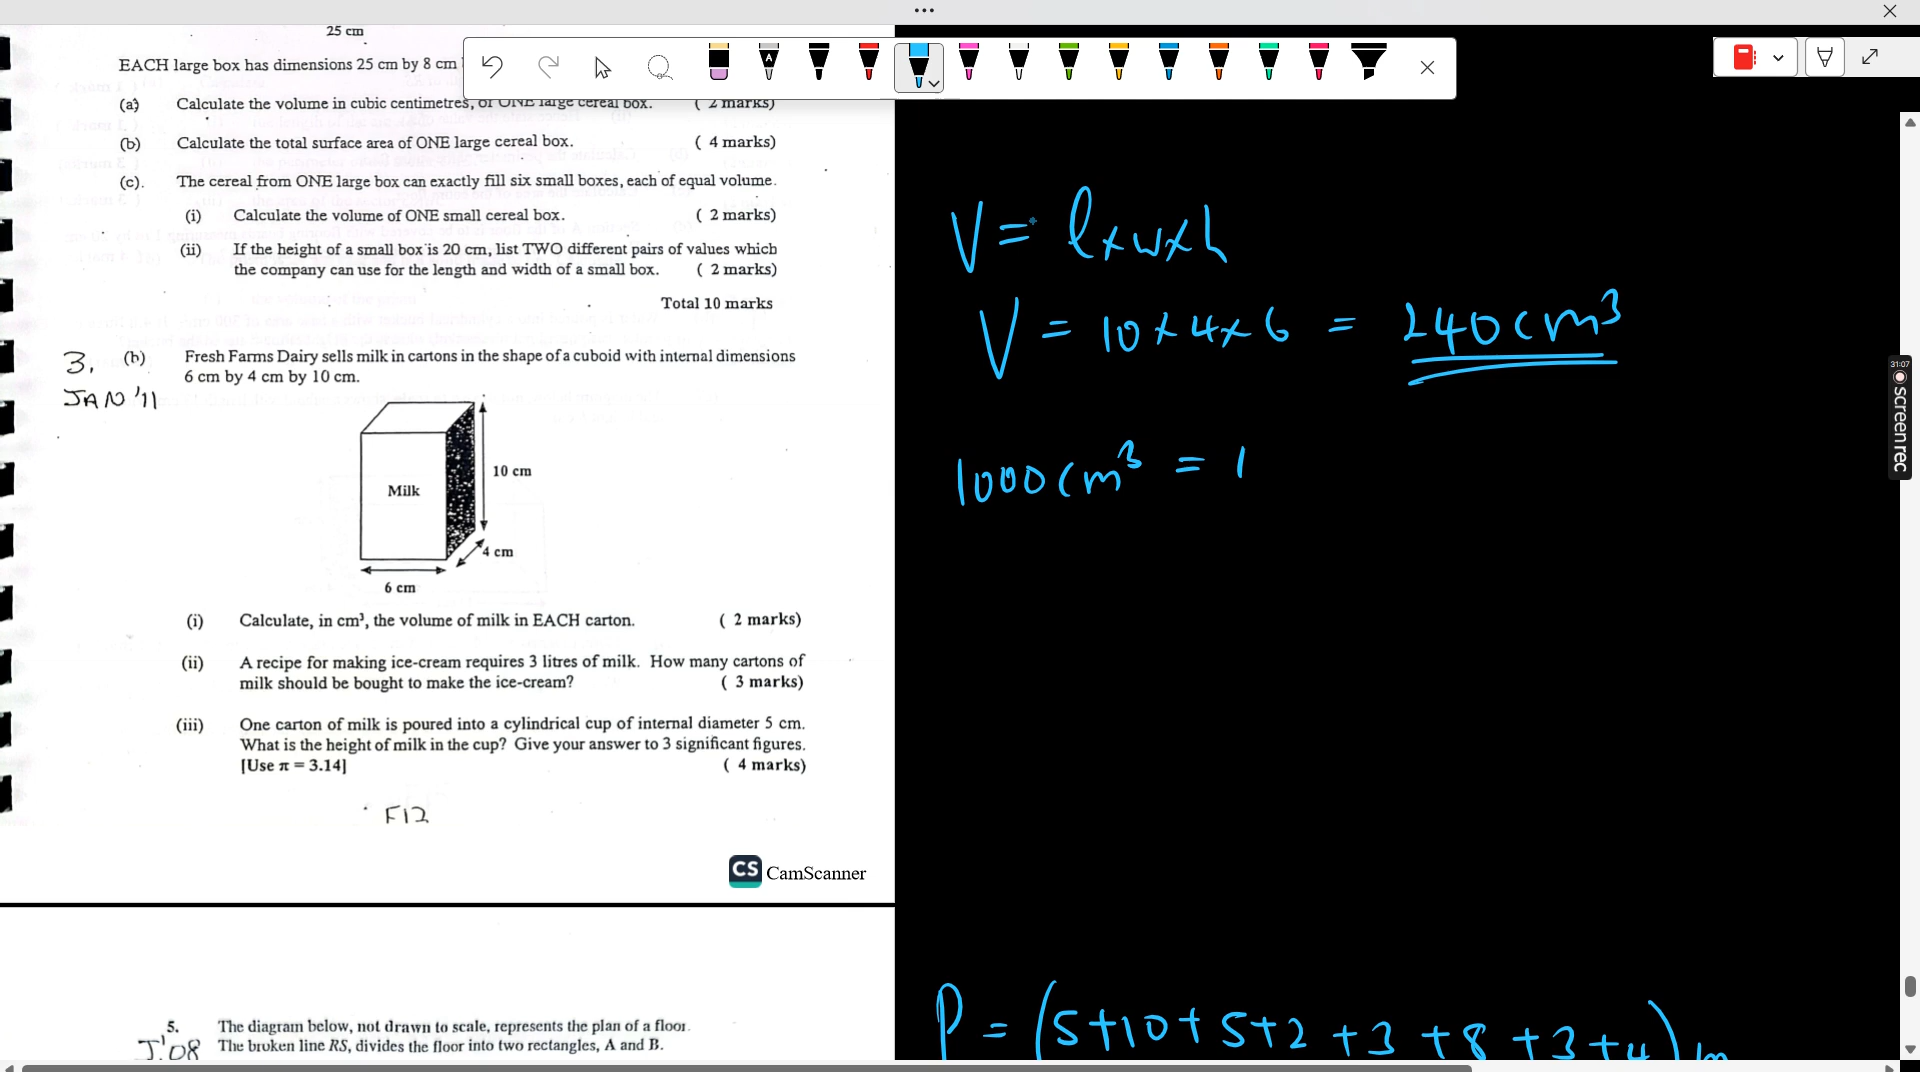 25 cm
EACH large box has dimensions 25 cm by 8 cm
(a) Calculate the volume in cubic centimetres, of ONE large cereal box. ( 2 marks)
(b) Calculate the total surface area of ONE large cereal box. ( 4 marks)
(c). The cereal from ONE large box can exactly fill six small boxes, each of equal volume.
(i) Calculate the volume of ONE small cereal box. ( 2 marks)
(ii) If the height of a small box is 20 cm, list TWO different pairs of values which
the company can use for the length and width of a small box. ( 2 marks)
Total 10 marks
3. (b) Fresh Farms Dairy sells milk in cartons in the shape of a cuboid with internal dimensions
6 cm by 4 cm by 10 cm.
JAN '11
10 cm
Milk
4 cm
6 cm
(i) Calculate, in cm³, the volume of milk in EACH carton. ( 2 marks)
(ii) A recipe for making ice-cream requires 3 litres of milk. How many cartons of
milk should be bought to make the ice-cream? ( 3 marks)
(iii) One carton of milk is poured into a cylindrical cup of internal diameter 5 cm.
What is the height of milk in the cup? Give your answer to 3 significant figures.
[Use π = 3.14] ( 4 marks)
F12
CS CamScanner
5. The diagram below, not drawn to scale, represents the plan of a floor.
J'08 The broken line RS, divides the floor into two rectangles, A and B.
V = l x w x h
V = 10 x 4 x 6 = 240 cm³
1000 cm³ = 1
P = (5+10+5+2+3+8+3+4) m
31:07
screenrec